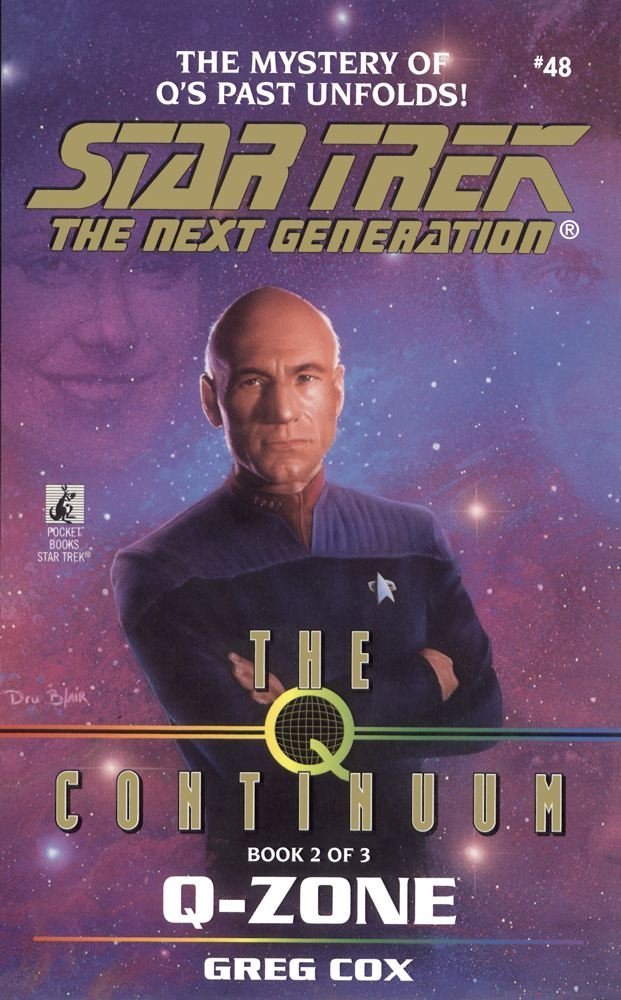 THE MYSTERY OF
Q'S PAST UNFOLDS!
#48
STAR TREK
THE NEXT GENERATION®
POCKET
BOOKS
STAR TREK®
THE
Dru Blair
Q
CONTINUUM
BOOK 2 OF 3
Q-ZONE
GREG COX